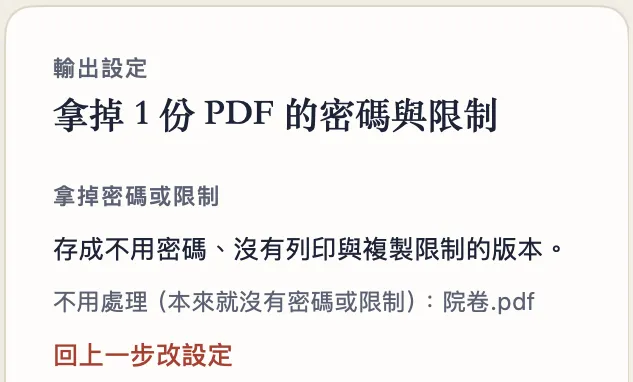 輸出設定
拿掉 1 份 PDF 的密碼與限制
拿掉密碼或限制
存成不用密碼、沒有列印與複製限制的版本。
不用處理（本來就沒有密碼或限制）：院卷.pdf
回上一步改設定